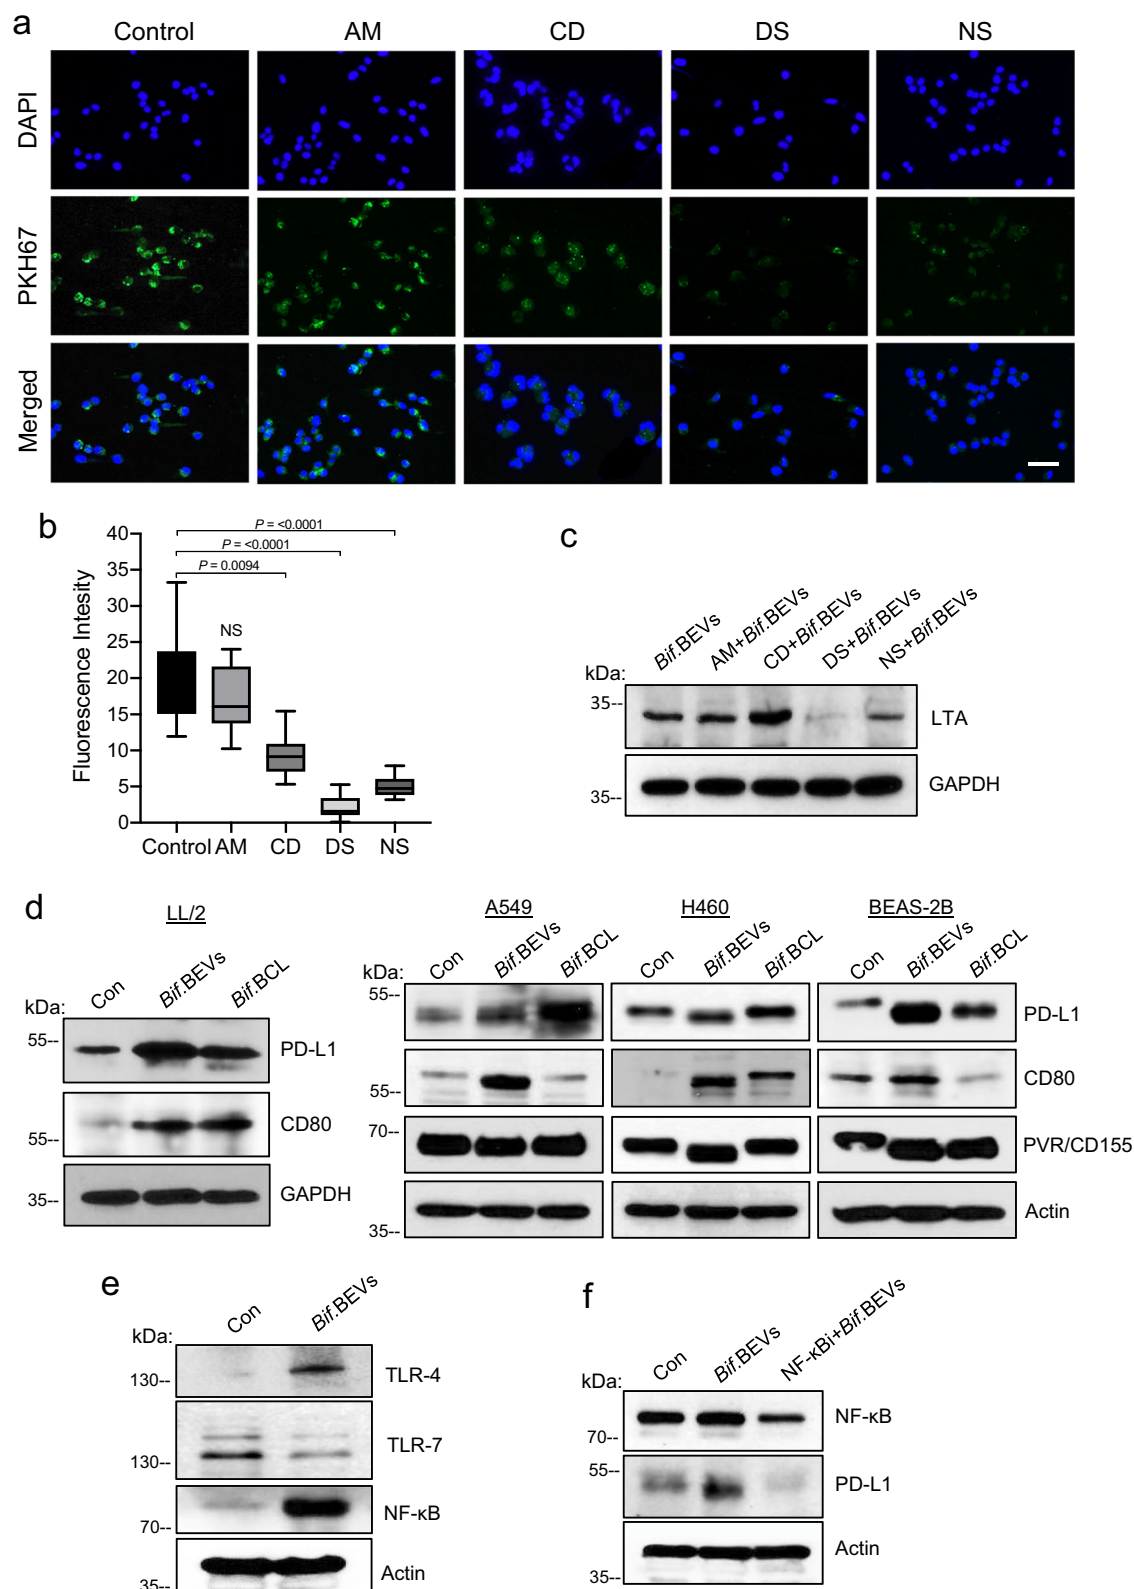 a
Control AM CD DS NS
DAPI
PKH67
Merged
b
Fluorescence Intesity
40
35
30
25
20
15
10
5
0
P = <0.0001
P = <0.0001
P = 0.0094
NS
Control AM CD DS NS
c
Bif.BEVs AM+Bif.BEVs CD+Bif.BEVs DS+Bif.BEVs NS+Bif.BEVs
kDa:
35-- LTA
35-- GAPDH
d
LL/2
Con Bif.BEVs Bif.BCL
kDa:
55-- PD-L1
55-- CD80
35-- GAPDH
A549 H460 BEAS-2B
Con Bif.BEVs Bif.BCL Con Bif.BEVs Bif.BCL Con Bif.BEVs Bif.BCL
kDa:
55-- PD-L1
55-- CD80
70-- PVR/CD155
35-- Actin
e
Con Bif.BEVs
kDa:
130-- TLR-4
130-- TLR-7
70-- NF-κB
35-- Actin
f
Con Bif.BEVs NF-κBi+Bif.BEVs
kDa:
70-- NF-κB
55-- PD-L1
35-- Actin